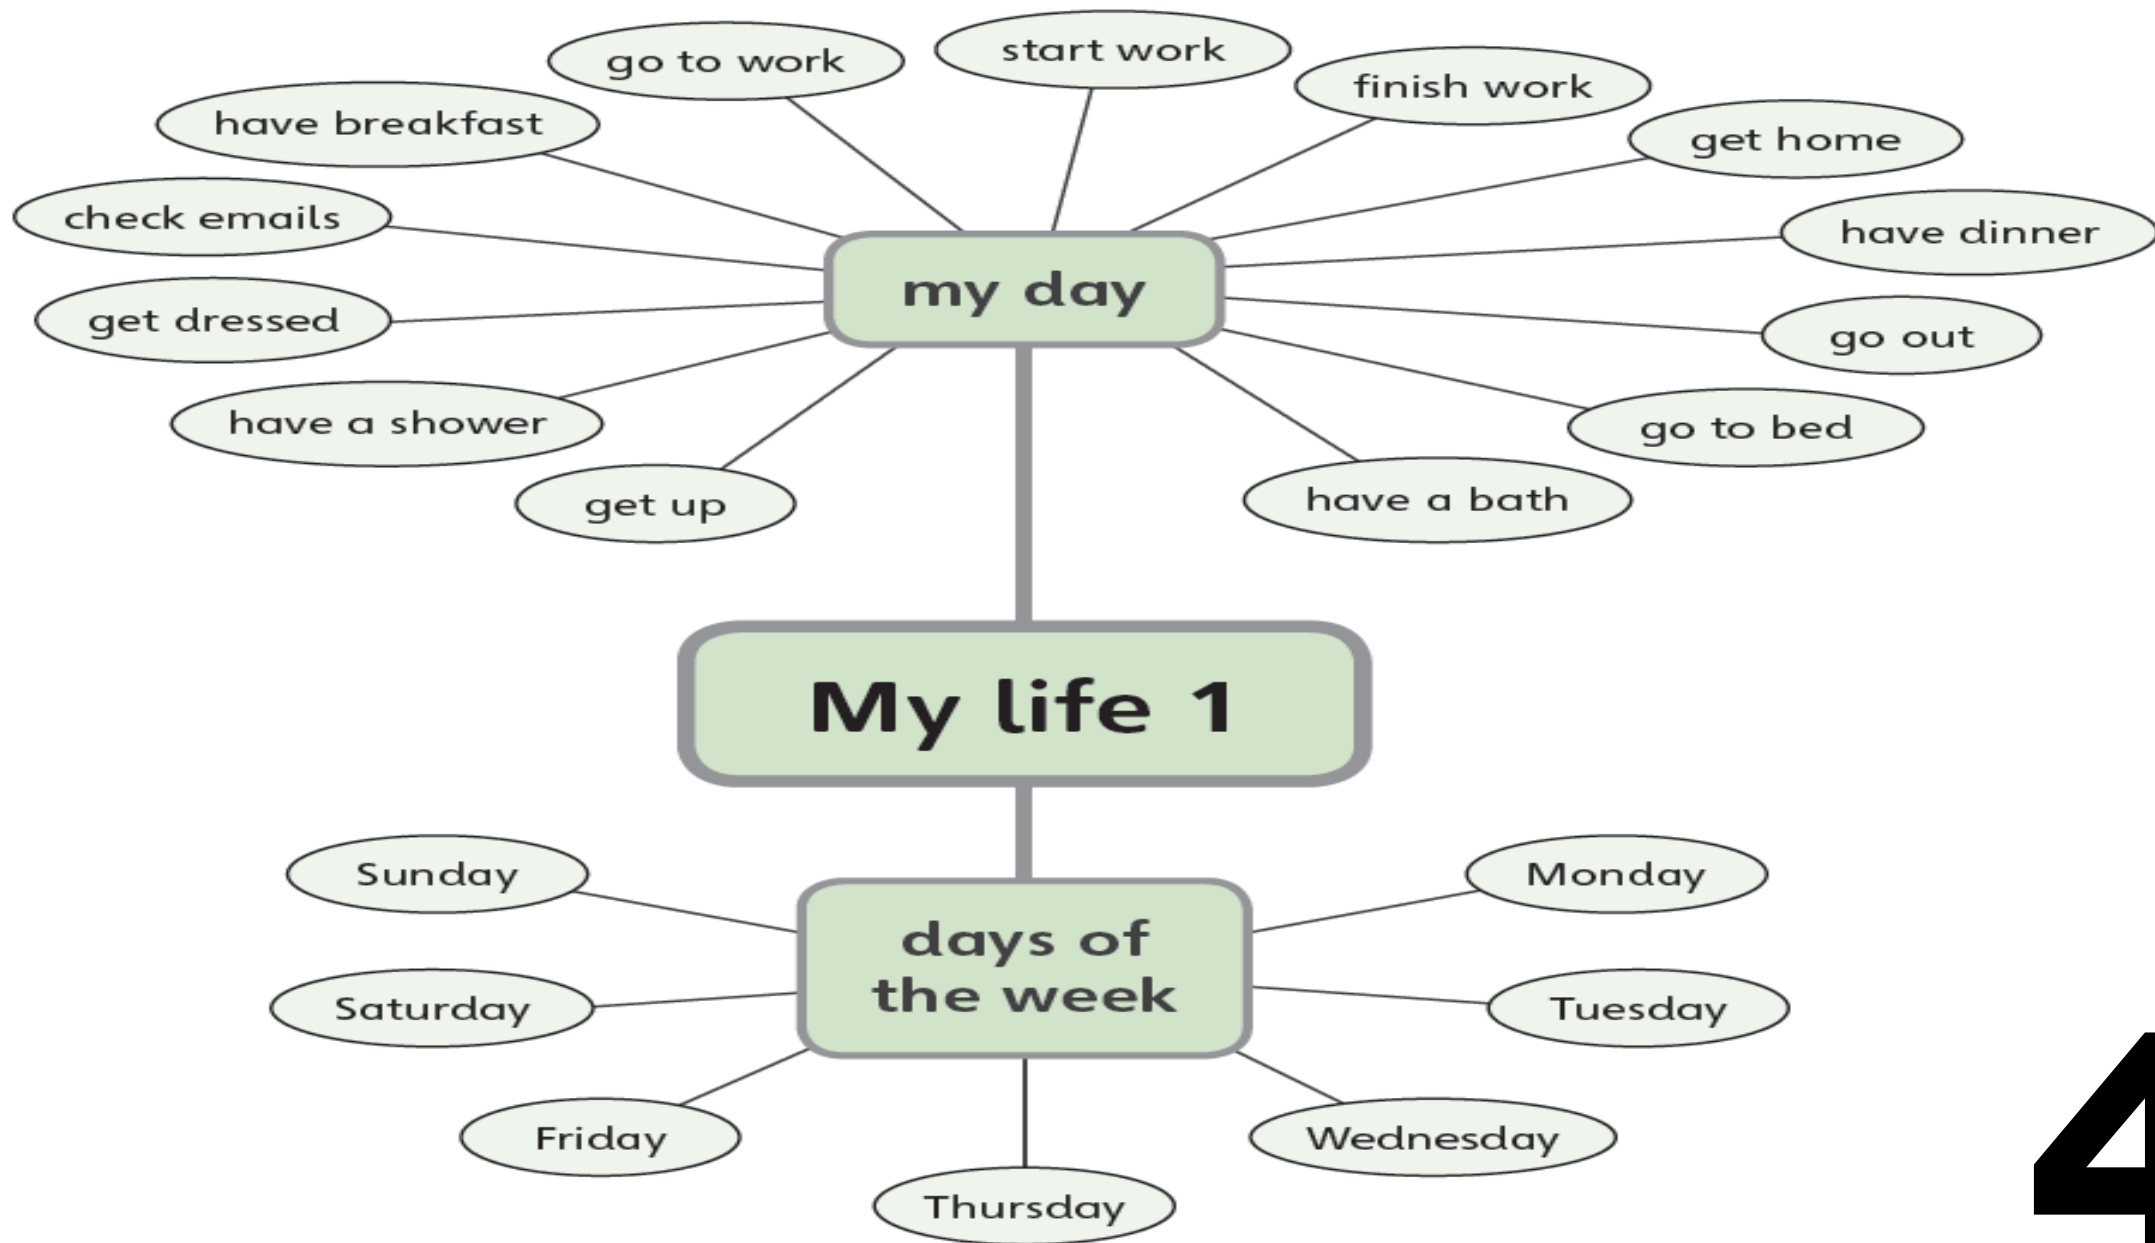 start work
go to work
finish work
have breakfast
get home
check emails
have dinner
my day
get dressed
go out
have a shower
go to bed
get up
have a bath
My life 1
Sunday
Monday
days of
the week
Saturday
Tuesday
Friday
Wednesday
Thursday
4